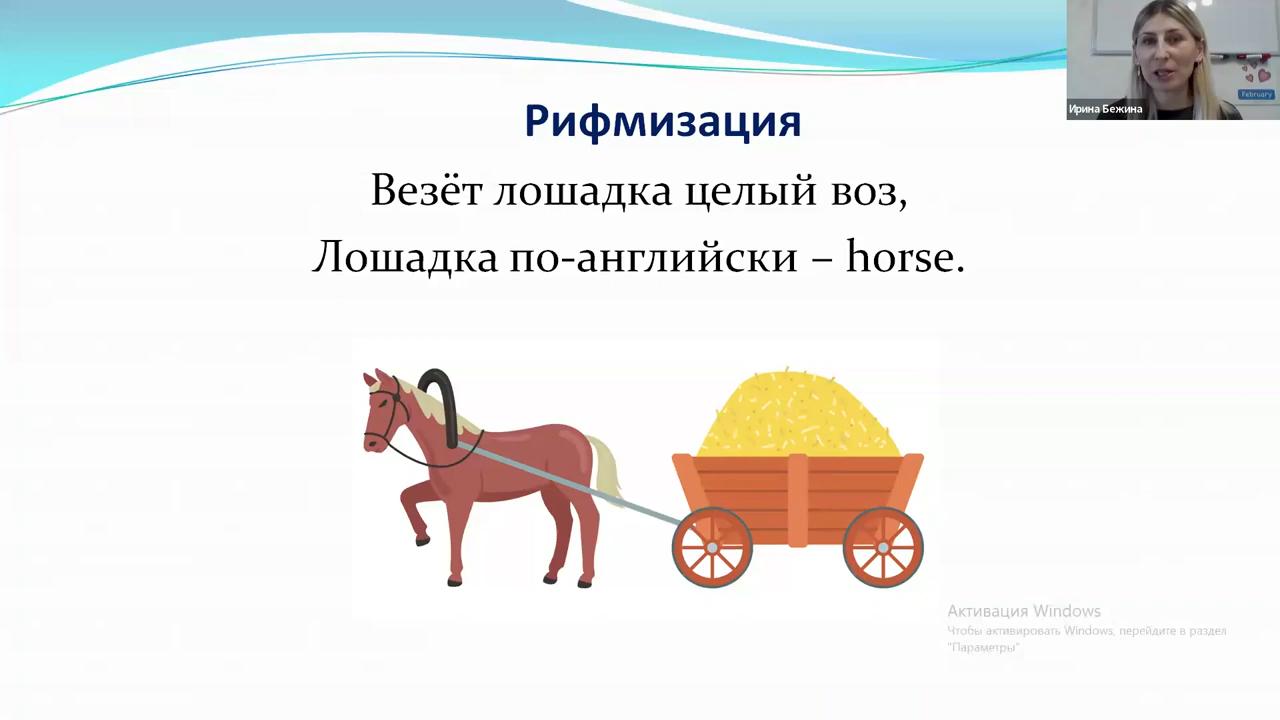 Рифмизация
Везёт лошадка целый воз,
Лошадка по-английски – horse.
Ирина Бежина
February
Активация Windows
Чтобы активировать Windows, перейдите в раздел
"Параметры"